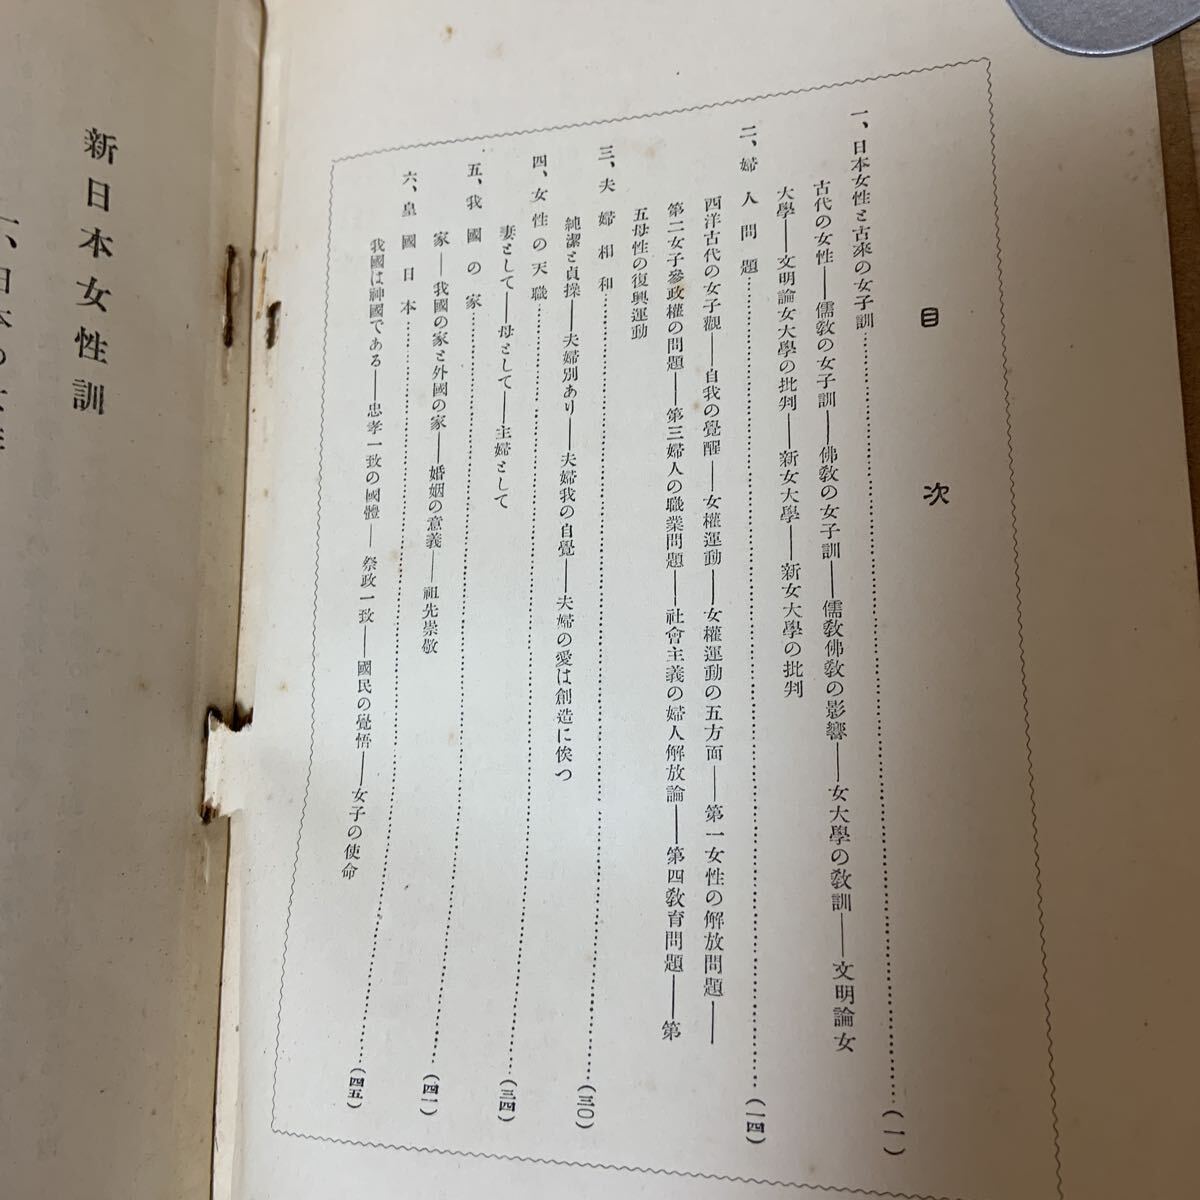 目次
一、日本女性と古來の女子訓……………………(一)
古代の女性——儒教の女子訓——佛教の女子訓——儒教佛教の影響——女大學の教訓——文明論女
大學——文明論女大學の批判——新女大學——新女大學の批判
二、婦人問題……………………(一四)
西洋古代の女子觀——自我の覺醒——女權運動——女權運動の五方面——第一女性の解放問題——
第二女子參政權の問題——第三婦人の職業問題——社會主義の婦人解放論——第四教育問題——第
五母性の復興運動
三、夫婦相和……………………(三〇)
純潔と貞操——夫婦別あり——夫婦我の自覺——夫婦の愛は創造に俟つ
四、女性の天職……………………(三四)
妻として——母として——主婦として
五、我國の家……………………(四一)
家——我國の家と外國の家——婚姻の意義——祖先崇敬
六、皇國日本……………………(四五)
我國は神國である——忠孝一致の國體——祭政一致——國民の覺悟——女子の使命
新日本女性訓